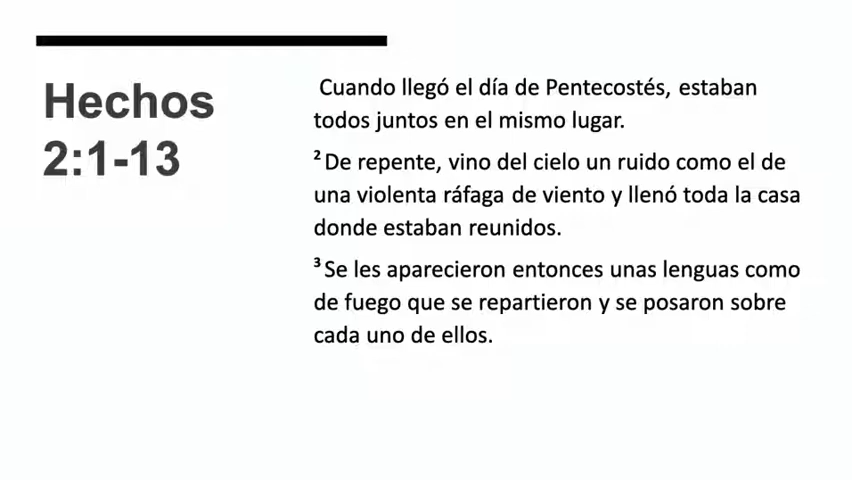 Hechos
2:1-13
Cuando llegó el día de Pentecostés, estaban
todos juntos en el mismo lugar.
² De repente, vino del cielo un ruido como el de
una violenta ráfaga de viento y llenó toda la casa
donde estaban reunidos.
³ Se les aparecieron entonces unas lenguas como
de fuego que se repartieron y se posaron sobre
cada uno de ellos.